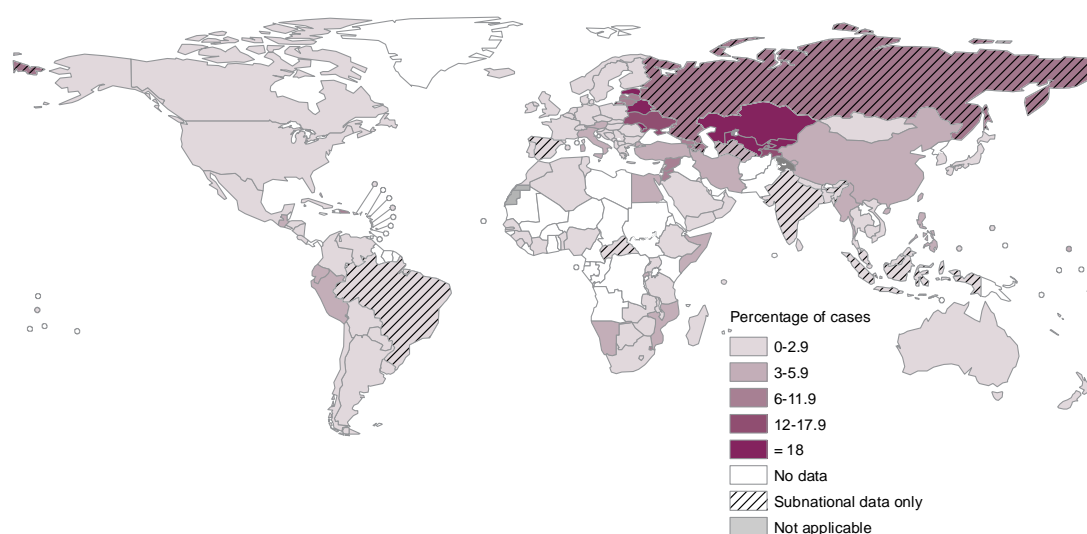 Percentage of cases
0-2.9
3-5.9
6-11.9
12-17.9
= 18
No data
Subnational data only
Not applicable